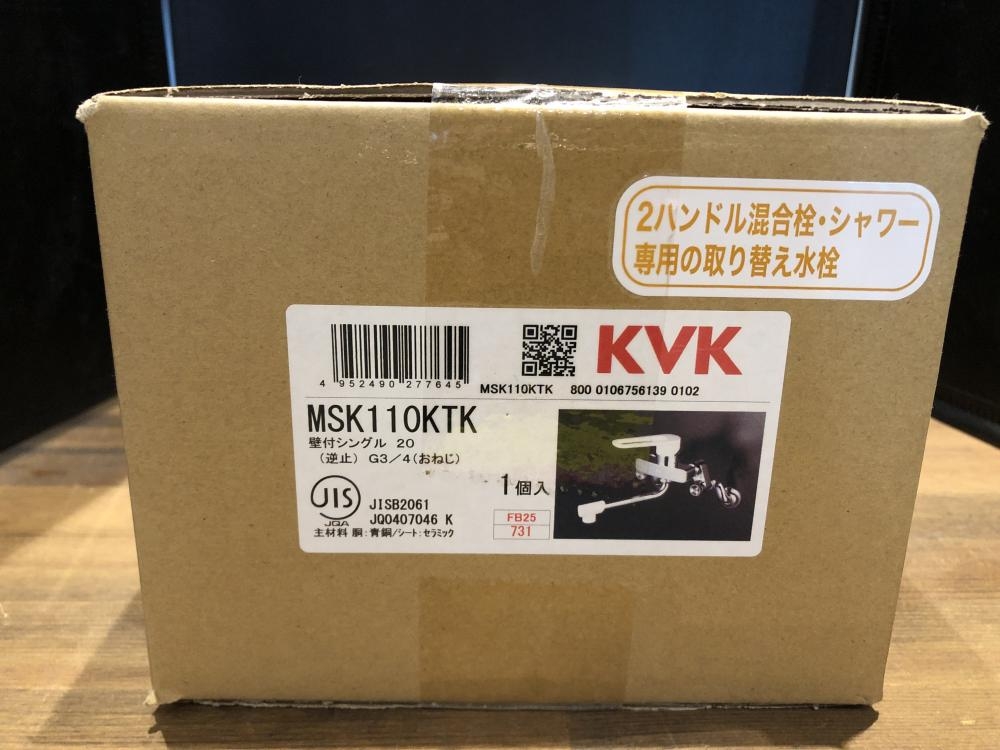 2ハンドル混合栓・シャワー
専用の取り替え水栓
KVK
4 952490 277645
MSK110KTK 800 0106756139 0102
MSK110KTK
壁付シングル 20
(逆止) G3/4(おねじ)
1個入
JIS
JQA
JISB2061
JQ0407046 K
主材料 胴:青銅/シート:セラミック
FB25
731